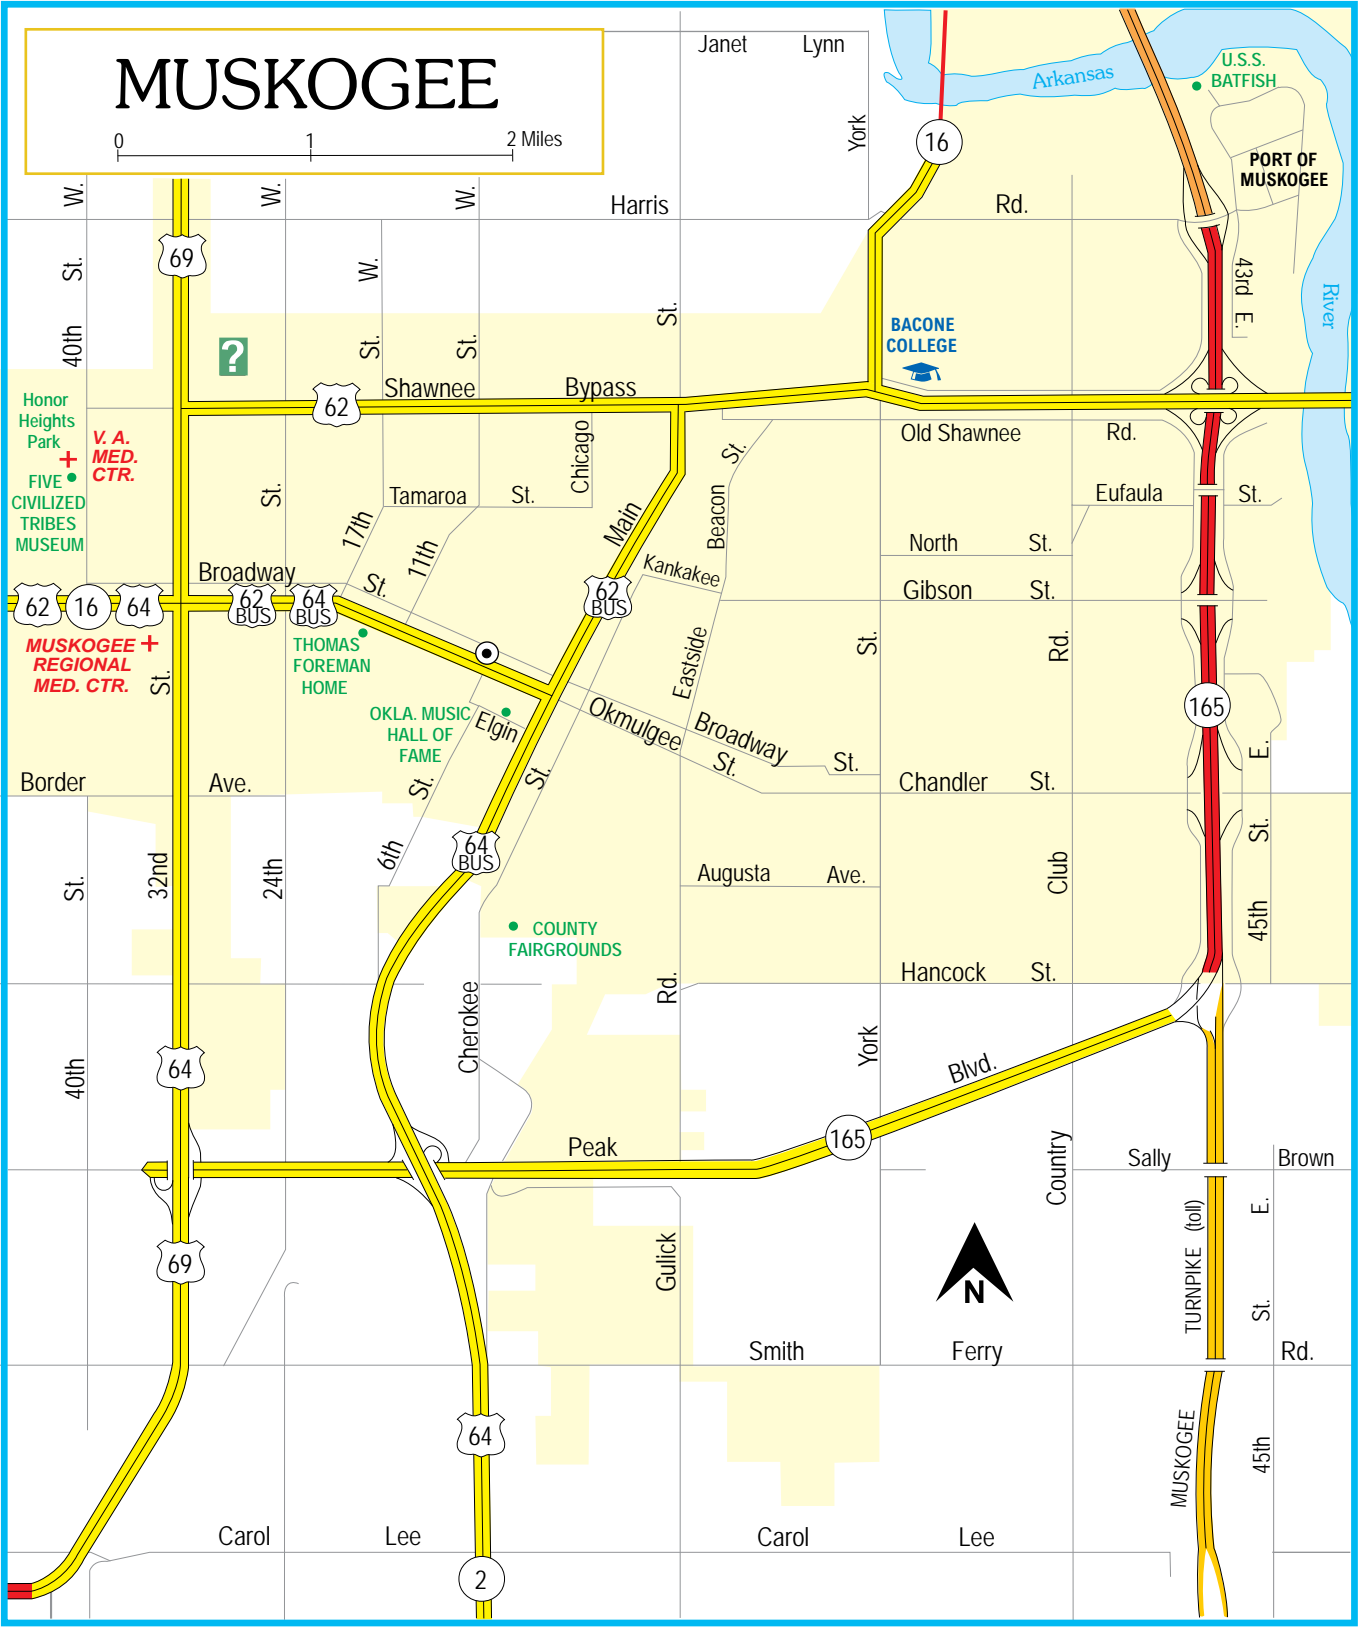 MUSKOGEE
0 1 2 Miles
Janet Lynn
York
Arkansas
U.S.S.
BATFISH
16
PORT OF
MUSKOGEE
W.
W.
W.
Harris Rd.
69
St.
W.
43rd E.
River
40th
St.
St.
St.
BACONE
COLLEGE
?
Shawnee Bypass
62
Honor
Heights
Park
V. A.
MED.
CTR.
FIVE
CIVILIZED
TRIBES
MUSEUM
Chicago
St.
Old Shawnee Rd.
St.
Tamaroa St.
Eufaula St.
17th
11th
Main
Beacon
North St.
Kankakee
Broadway
St.
Gibson St.
62
16
64
62
BUS
64
BUS
62
BUS
MUSKOGEE
REGIONAL
MED. CTR.
St.
THOMAS
FOREMAN
HOME
Eastside
St.
Rd.
OKLA. MUSIC
HALL OF
FAME
Elgin
Okmulgee
St.
Broadway
St.
165
E.
Border Ave.
St.
St.
Chandler St.
St.
6th
64
BUS
St.
32nd
24th
Augusta Ave.
Club
45th
COUNTY
FAIRGROUNDS
Rd.
Hancock St.
Cherokee
40th
64
York
Blvd.
165
Peak
Country
Sally Brown
69
Gulick
N
TURNPIKE (toll)
E.
St.
Smith Ferry Rd.
64
MUSKOGEE
45th
Carol Lee
Carol Lee
2